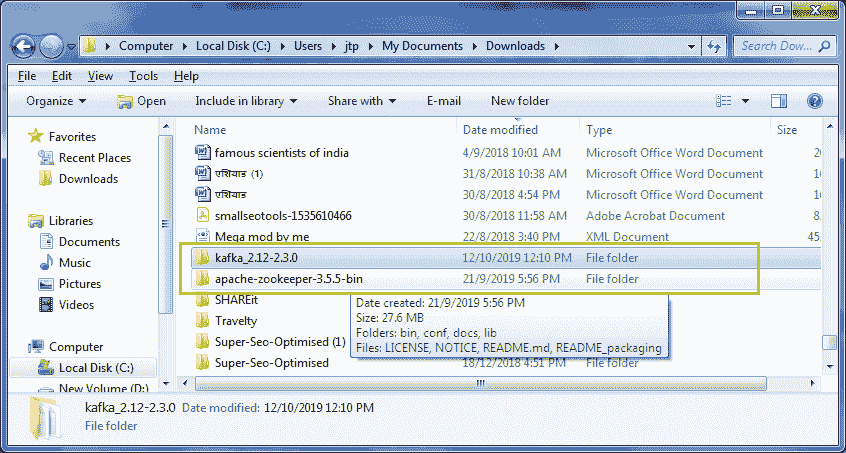 Computer ▸ Local Disk (C:) ▸ Users ▸ jtp ▸ My Documents ▸ Downloads ▸
Search Dow...
File Edit View Tools Help
Organize Open Include in library Share with E-mail New folder
Favorites
Recent Places
Downloads
Libraries
Documents
Music
Pictures
Videos
Computer
Local Disk (C:)
New Volume (D:)
Name Date modified Type Size
famous scientists of india 4/9/2018 10:01 AM Microsoft Office Word Document
एशियाड (1) 31/8/2018 10:38 AM Microsoft Office Word Document
एशियाड 30/8/2018 4:54 PM Microsoft Office Word Document
smallseotools-1535610466 30/8/2018 11:58 AM Adobe Acrobat Document
Mega mod by me 22/8/2018 3:40 PM XML Document
kafka_2.12-2.3.0 12/10/2019 12:10 PM File folder
apache-zookeeper-3.5.5-bin 21/9/2019 5:56 PM File folder
SHAREit
Travelty
Super-Seo-Optimised (1)
Super-Seo-Optimised 18/12/2018 4:51 PM File folder
Date created: 21/9/2019 5:56 PM
Size: 27.6 MB
Folders: bin, conf, docs, lib
Files: LICENSE, NOTICE, README.md, README_packaging
kafka_2.12-2.3.0 Date modified: 12/10/2019 12:10 PM
File folder